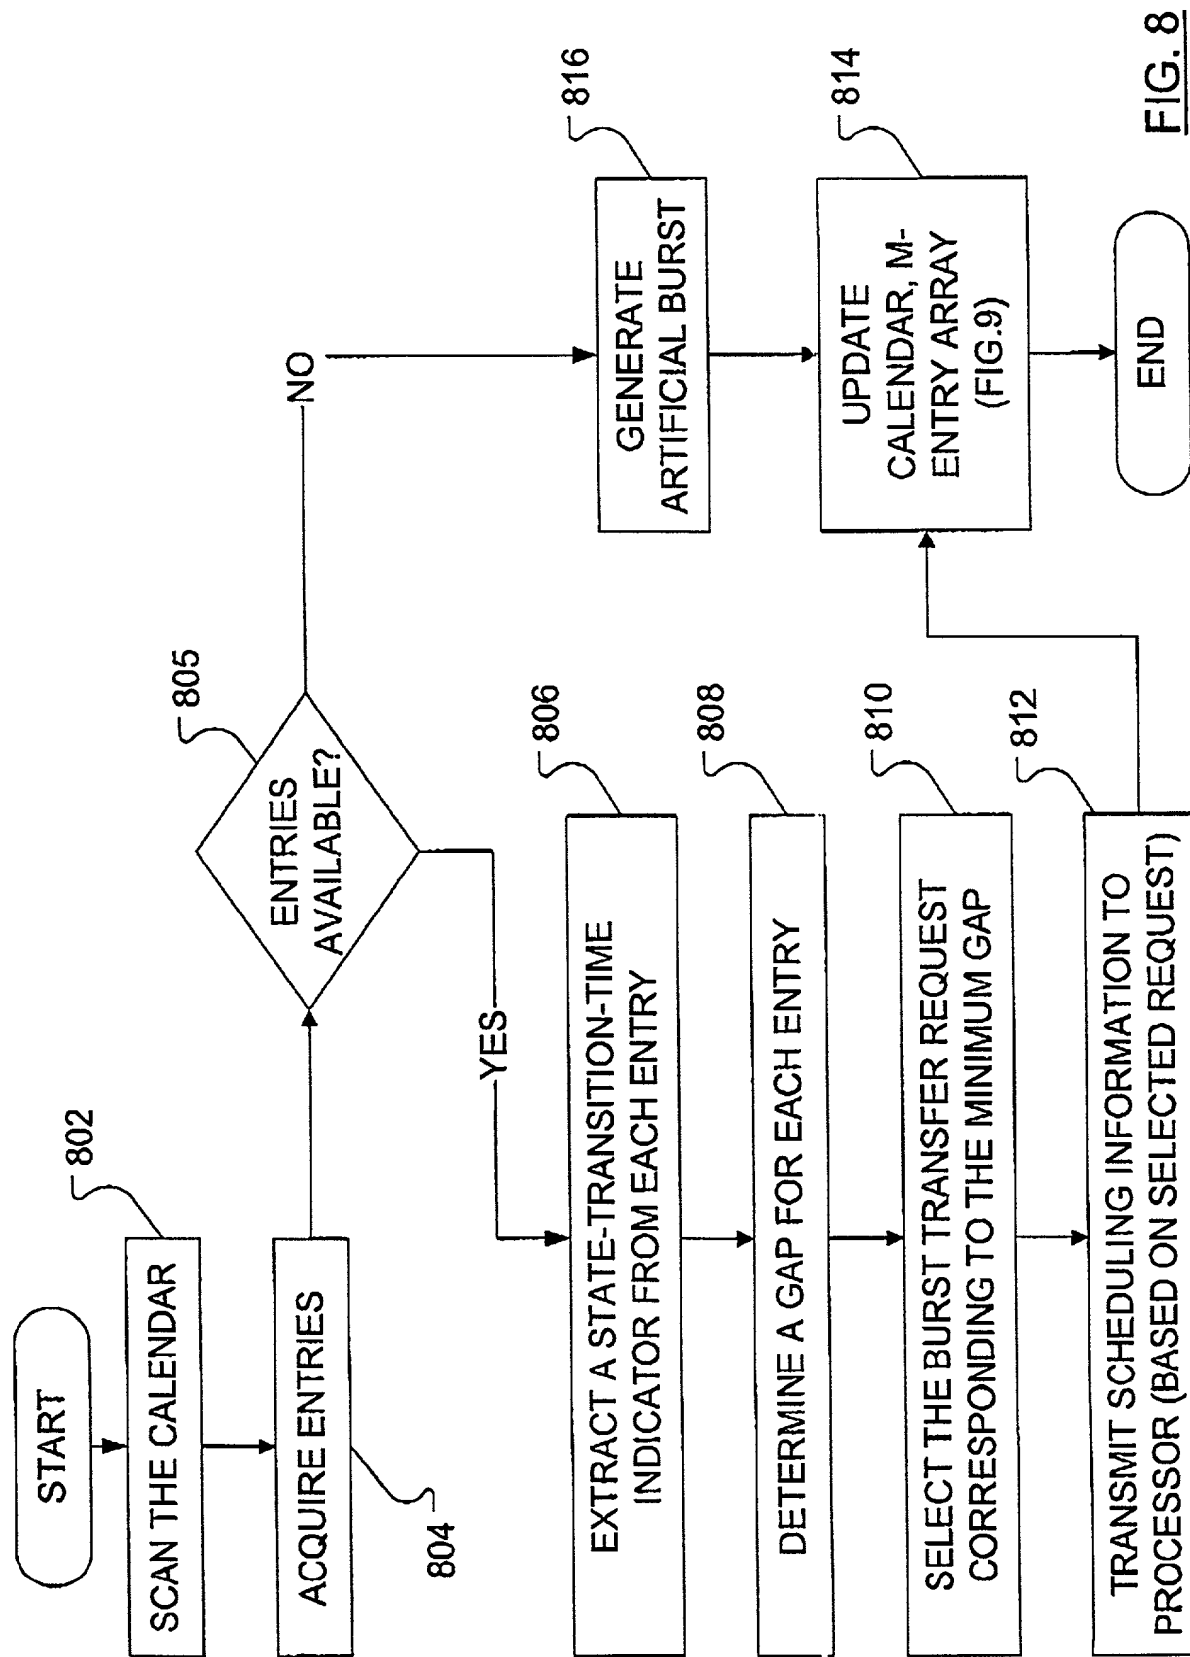 START
802
SCAN THE CALENDAR
ACQUIRE ENTRIES
804
805
ENTRIES
AVAILABLE?
NO
YES
806
EXTRACT A STATE-TRANSITION-TIME
INDICATOR FROM EACH ENTRY
808
DETERMINE A GAP FOR EACH ENTRY
810
SELECT THE BURST TRANSFER REQUEST
CORRESPONDING TO THE MINIMUM GAP
812
TRANSMIT SCHEDULING INFORMATION TO
PROCESSOR (BASED ON SELECTED REQUEST)
816
GENERATE
ARTIFICIAL BURST
814
UPDATE
CALENDAR, M-
ENTRY ARRAY
(FIG.9)
END
FIG. 8